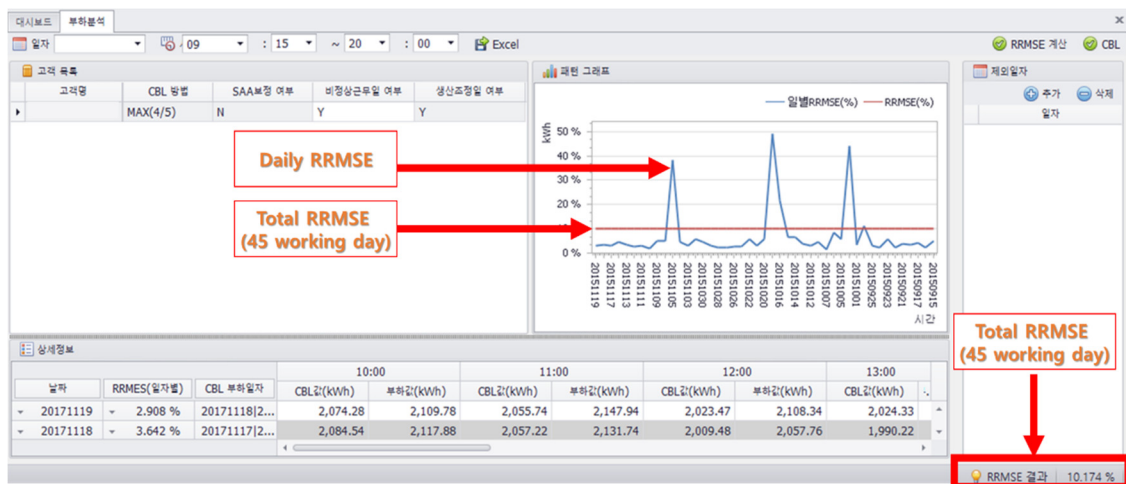 대시보드 부하분석 ×
일자 09 : 15 ~ 20 : 00 Excel RRMSE 계산 CBL
고객 목록
고객명 CBL 방법 SAA보정 여부 비정상근무일 여부 생산조정일 여부
MAX(4/5) N Y Y
Daily RRMSE
Total RRMSE
(45 working day)
패턴 그래프
일별RRMSE(%) RRMSE(%)
kWh
50 %
40 %
30 %
20 %
0 %
20151119 20151117 20151113 20151111 20151109 20151105 20151103 20151030 20151028 20151026 20151022 20151020 20151016 20151014 20151012 20151007 20151005 20151001 20150925 20150923 20150921 20150917 20150915
시간
제외일자
추가 삭제
일자
Total RRMSE
(45 working day)
상세정보
10:00 11:00 12:00 13:00
날짜 RRMES(일자별) CBL 부하일자 CBL값(kWh) 부하값(kWh) CBL값(kWh) 부하값(kWh) CBL값(kWh) 부하값(kWh) CBL값(kWh)
20171119 2.908 % 20171118|2... 2,074.28 2,109.78 2,055.74 2,147.94 2,023.47 2,108.34 2,024.33
20171118 3.642 % 20171117|2... 2,084.54 2,117.88 2,057.22 2,131.74 2,009.48 2,057.76 1,990.22
RRMSE 결과 10.174 %